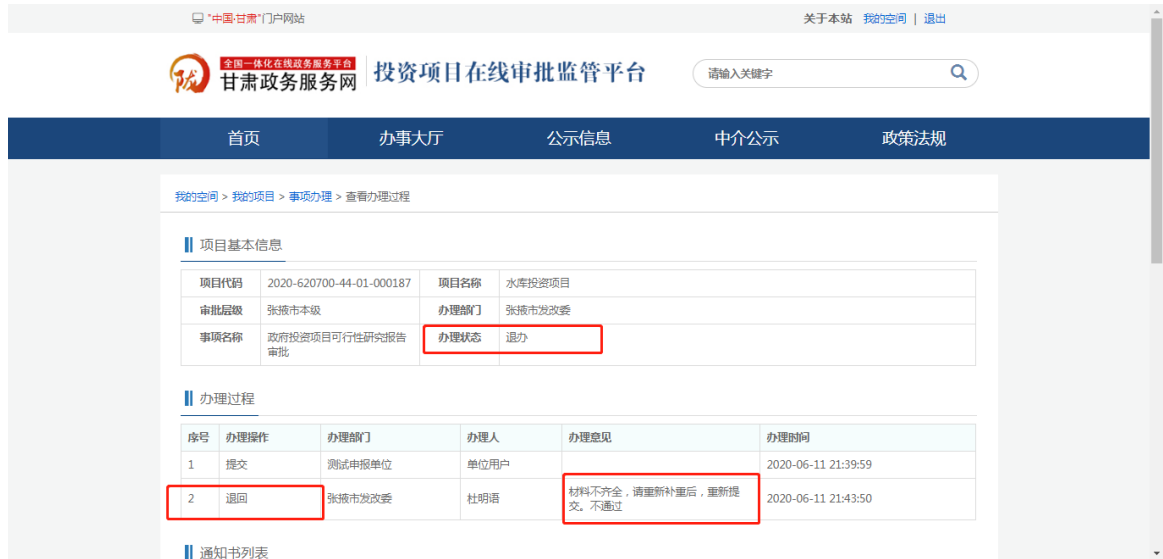 "中国·甘肃"门户网站 关于本站 我的空间 | 退出
陇 全国一体化在线政务服务平台
甘肃政务服务网 投资项目在线审批监管平台 请输入关键字
首页 办事大厅 公示信息 中介公示 政策法规
我的空间 > 我的项目 > 事项办理 > 查看办理过程
项目基本信息
项目代码 2020-620700-44-01-000187 项目名称 水库投资项目
审批层级 张掖市本级 办理部门 张掖市发改委
事项名称 政府投资项目可行性研究报告 办理状态 退办
审批
办理过程
序号 办理操作 办理部门 办理人 办理意见 办理时间
1 提交 测试申报单位 单位用户 2020-06-11 21:39:59
2 退回 张掖市发改委 杜明语 材料不齐全，请重新补重后，重新提 2020-06-11 21:43:50
交。不通过
通知书列表